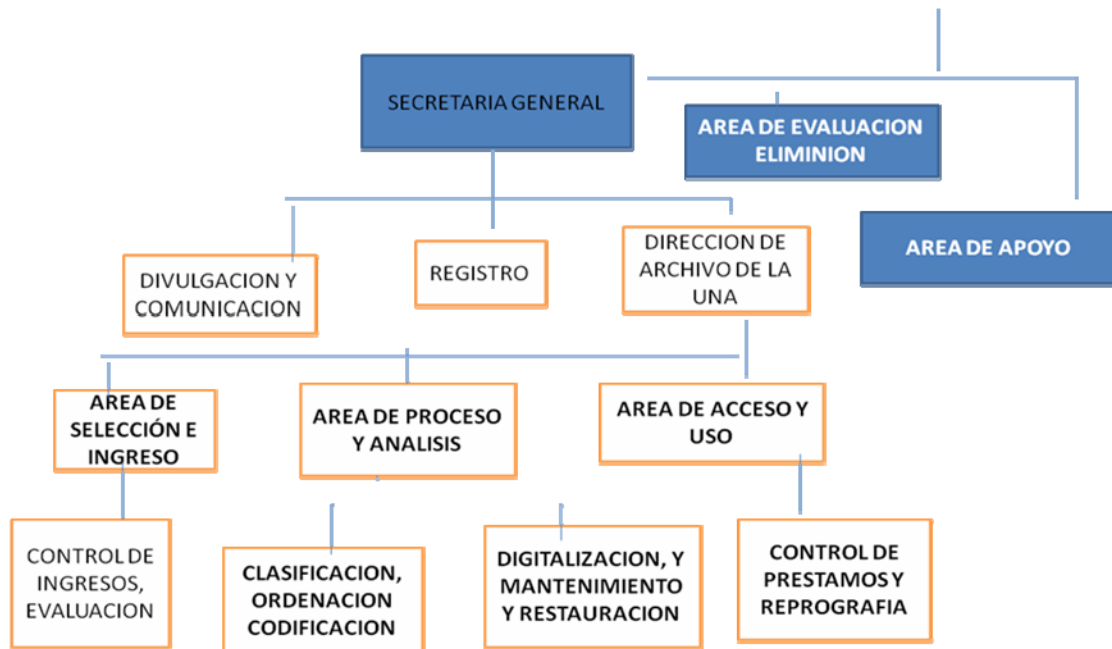 SECRETARIA GENERAL
AREA DE EVALUACION
ELIMINION
AREA DE APOYO
DIVULGACION Y
COMUNICACION
REGISTRO
DIRECCION DE
ARCHIVO DE LA
UNA
AREA DE
SELECCIÓN E
INGRESO
AREA DE PROCESO
Y ANALISIS
AREA DE ACCESO Y
USO
CONTROL DE
INGRESOS,
EVALUACION
CLASIFICACION,
ORDENACION
CODIFICACION
DIGITALIZACION, Y
MANTENIMIENTO
Y RESTAURACION
CONTROL DE
PRESTAMOS Y
REPROGRAFIA